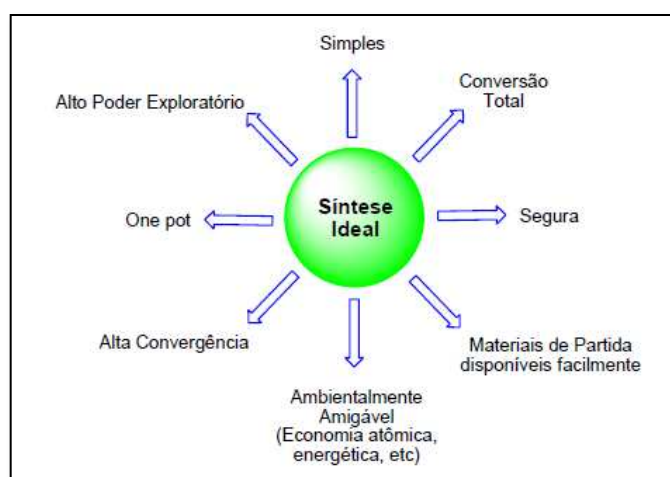 Simples
Conversão
Total
Alto Poder Exploratório
Síntese
Ideal
One pot
Segura
Alta Convergência
Materiais de Partida
disponíveis facilmente
Ambientalmente
Amigável
(Economia atômica,
energética, etc)